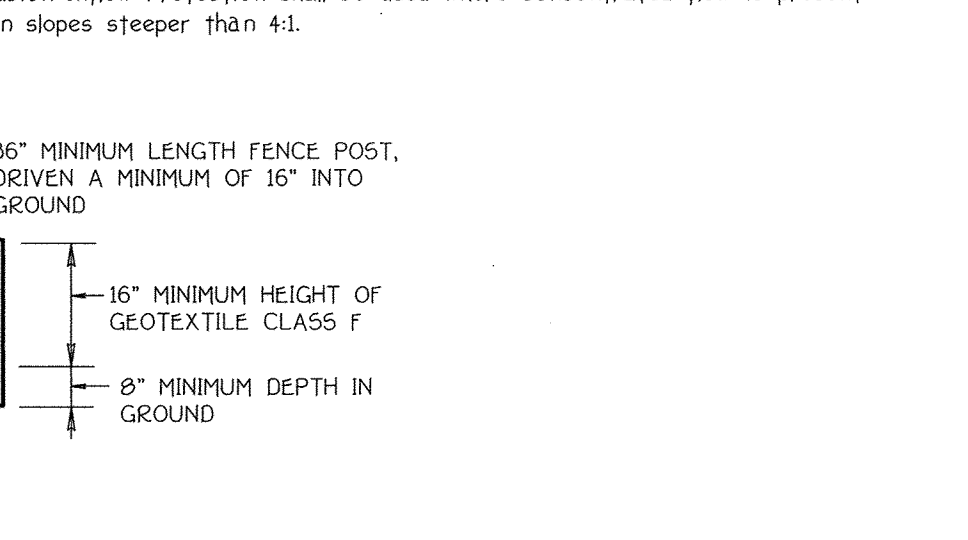 n slopes steeper than 4:1.
36" MINIMUM LENGTH FENCE POST,
DRIVEN A MINIMUM OF 16" INTO
GROUND
16" MINIMUM HEIGHT OF
GEOTEXTILE CLASS F
8" MINIMUM DEPTH IN
GROUND